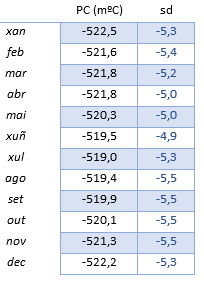 PC (mºC) sd
xan -522,5 -5,3
feb -521,6 -5,4
mar -521,8 -5,2
abr -521,8 -5,0
mai -520,3 -5,0
xuñ -519,5 -4,9
xul -519,0 -5,3
ago -519,4 -5,5
set -519,9 -5,5
out -520,1 -5,5
nov -521,3 -5,5
dec -522,2 -5,3